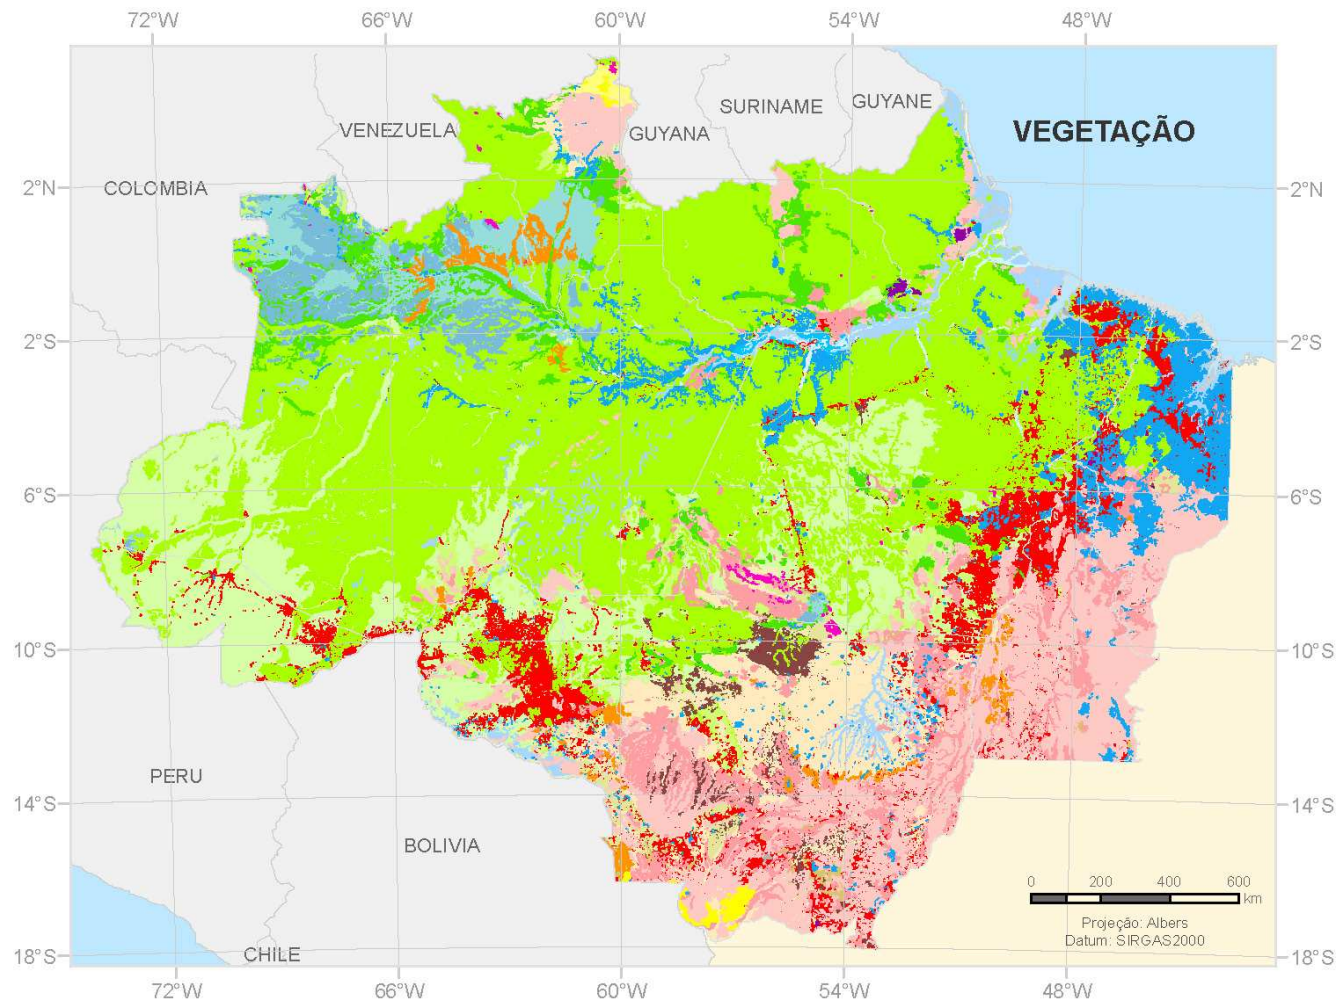 72°W 66°W 60°W 54°W 48°W
VENEZUELA
SURINAME
GUYANE
GUYANA
VEGETAÇÃO
COLOMBIA
2°N 2°N
2°S 2°S
6°S 6°S
10°S 10°S
PERU
14°S 14°S
BOLIVIA
0 200 400 600
km
Projeção: Albers
Datum: SIRGAS2000
CHILE
18°S 18°S
72°W 66°W 60°W 54°W 48°W